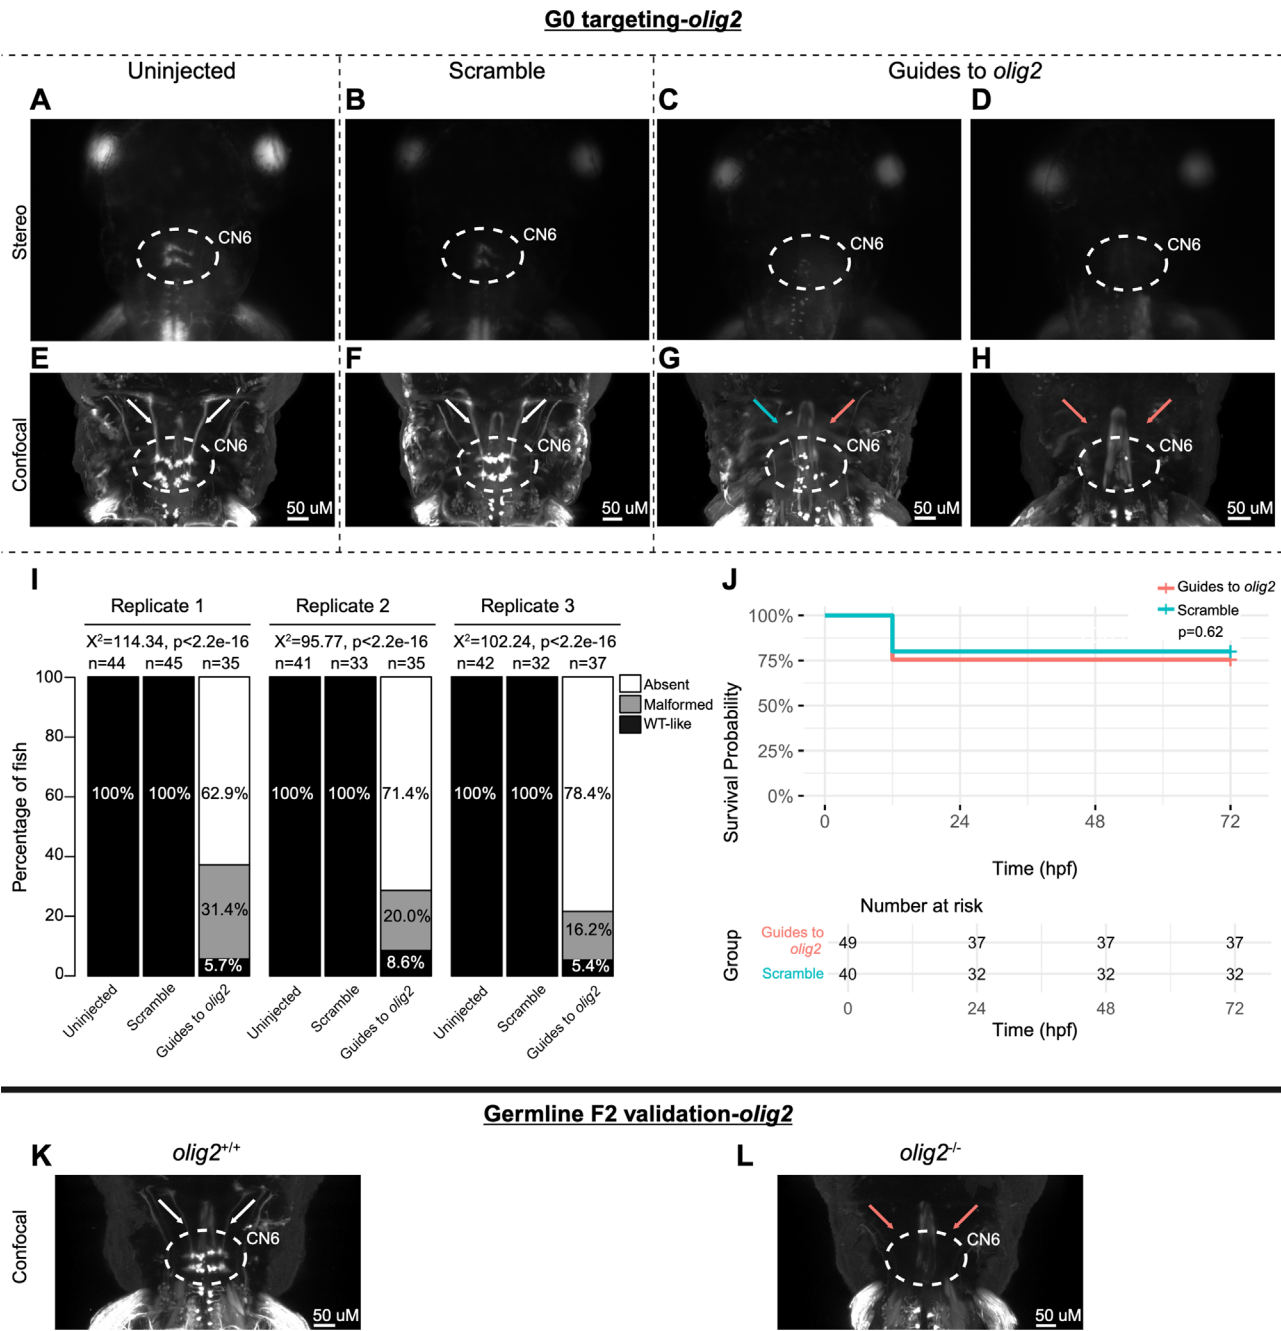 G0 targeting-olig2
Uninjected
Scramble
Guides to olig2
A
B
C
D
Stereo
CN6
CN6
CN6
CN6
E
F
G
H
Confocal
CN6
CN6
CN6
CN6
50 uM
50 uM
50 uM
50 uM
I
Replicate 1
Replicate 2
Replicate 3
X²=114.34, p<2.2e-16
X²=95.77, p<2.2e-16
X²=102.24, p<2.2e-16
n=44 n=45 n=35
n=41 n=33 n=35
n=42 n=32 n=37
Percentage of fish
100
80
60
40
20
0
100% 100% 62.9%
31.4%
5.7%
100% 100% 71.4%
20.0%
8.6%
100% 100% 78.4%
16.2%
5.4%
Absent
Malformed
WT-like
Uninjected
Scramble
Guides to olig2
Uninjected
Scramble
Guides to olig2
Uninjected
Scramble
Guides to olig2
J
Guides to olig2
Scramble
p=0.62
Survival Probability
100%
75%
50%
25%
0%
0 24 48 72
Time (hpf)
Number at risk
Group
Guides to
olig2
49 37 37 37
Scramble
40 32 32 32
0 24 48 72
Time (hpf)
Germline F2 validation-olig2
K
olig2+/+
L
olig2-/-
Confocal
CN6
50 uM
CN6
50 uM